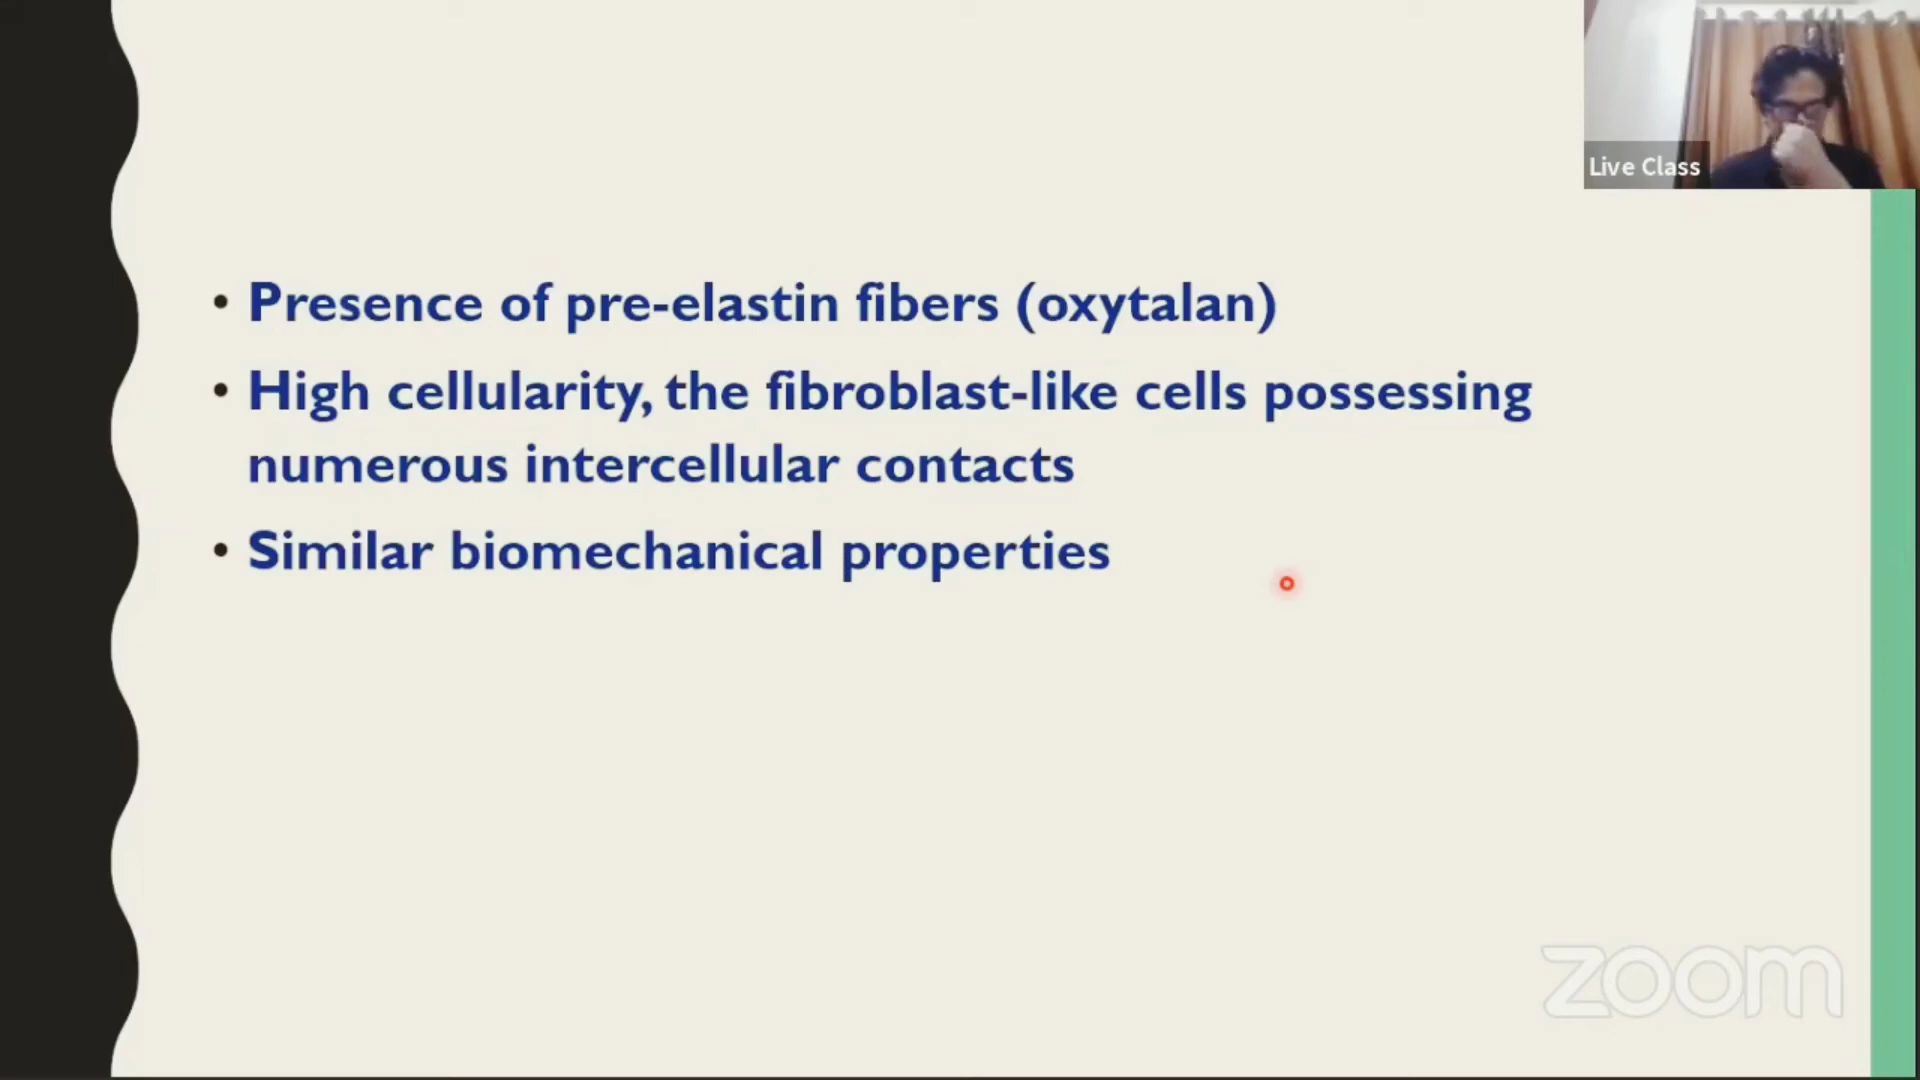 Live Class
• Presence of pre-elastin fibers (oxytalan)
• High cellularity, the fibroblast-like cells possessing
numerous intercellular contacts
• Similar biomechanical properties
zoom